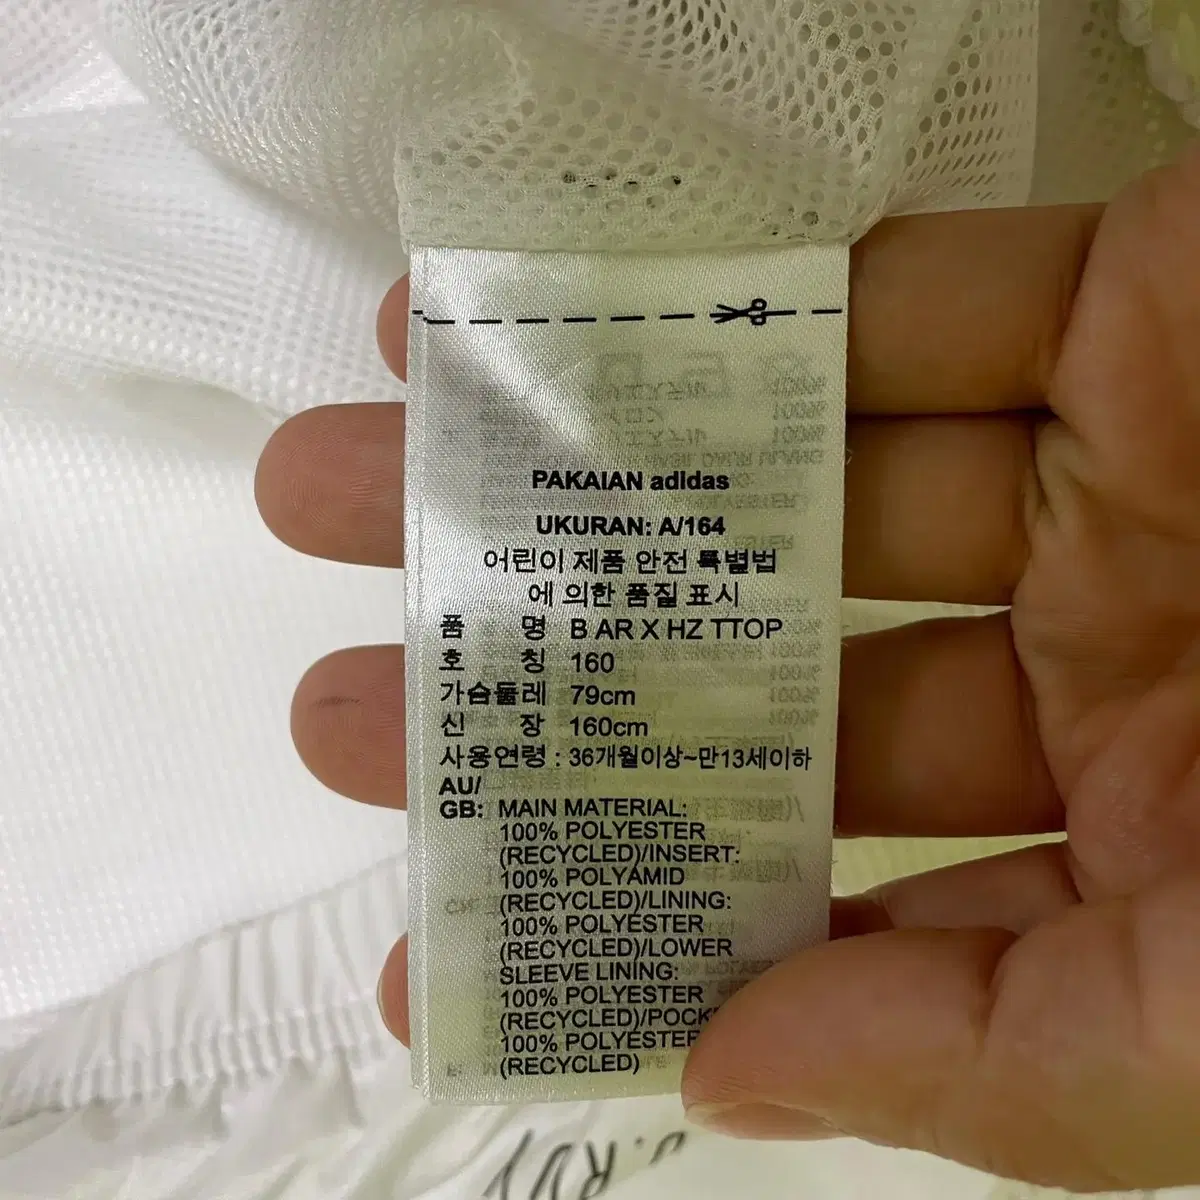 PAKAIAN adidas
UKURAN: A/164
어린이 제품 안전 특별법
에 의한 품질 표시
품 명 B AR X HZ TTOP
호 칭 160
가슴둘레 79cm
신 장 160cm
사용연령 : 36개월이상~만13세이하
AU/
GB: MAIN MATERIAL:
100% POLYESTER
(RECYCLED)/INSERT:
100% POLYAMID
(RECYCLED)/LINING:
100% POLYESTER
(RECYCLED)/LOWER
SLEEVE LINING:
100% POLYESTER
(RECYCLED)/POCK
100% POLYESTER
(RECYCLED)